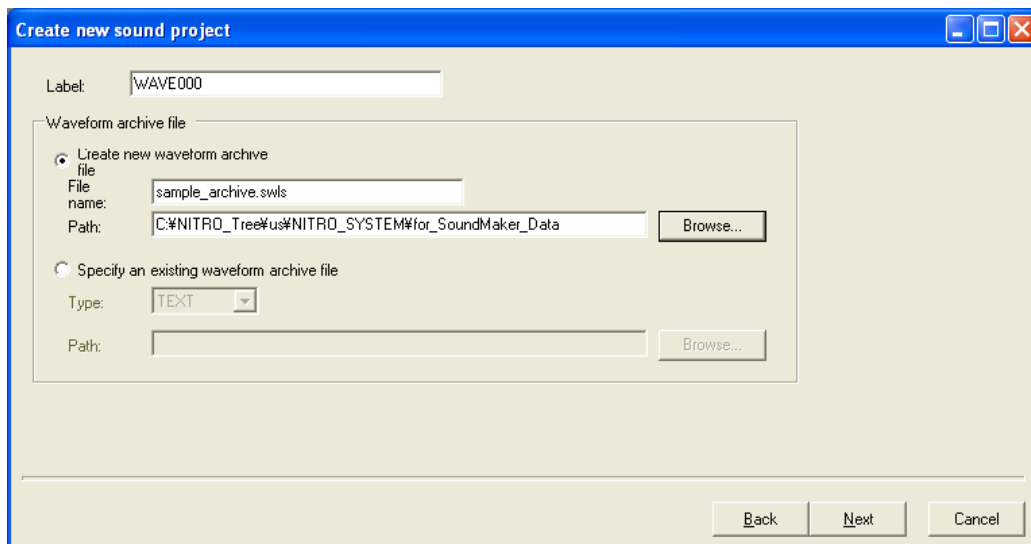 Create new sound project
Label: WAVE000
Waveform archive file
Create new waveform archive
file
File
name: sample_archive.swls
Path: C:¥NITRO_Tree¥us¥NITRO_SYSTEM¥for_SoundMaker_Data Browse...
Specify an existing waveform archive file
Type: TEXT
Path: Browse...
Back Next Cancel